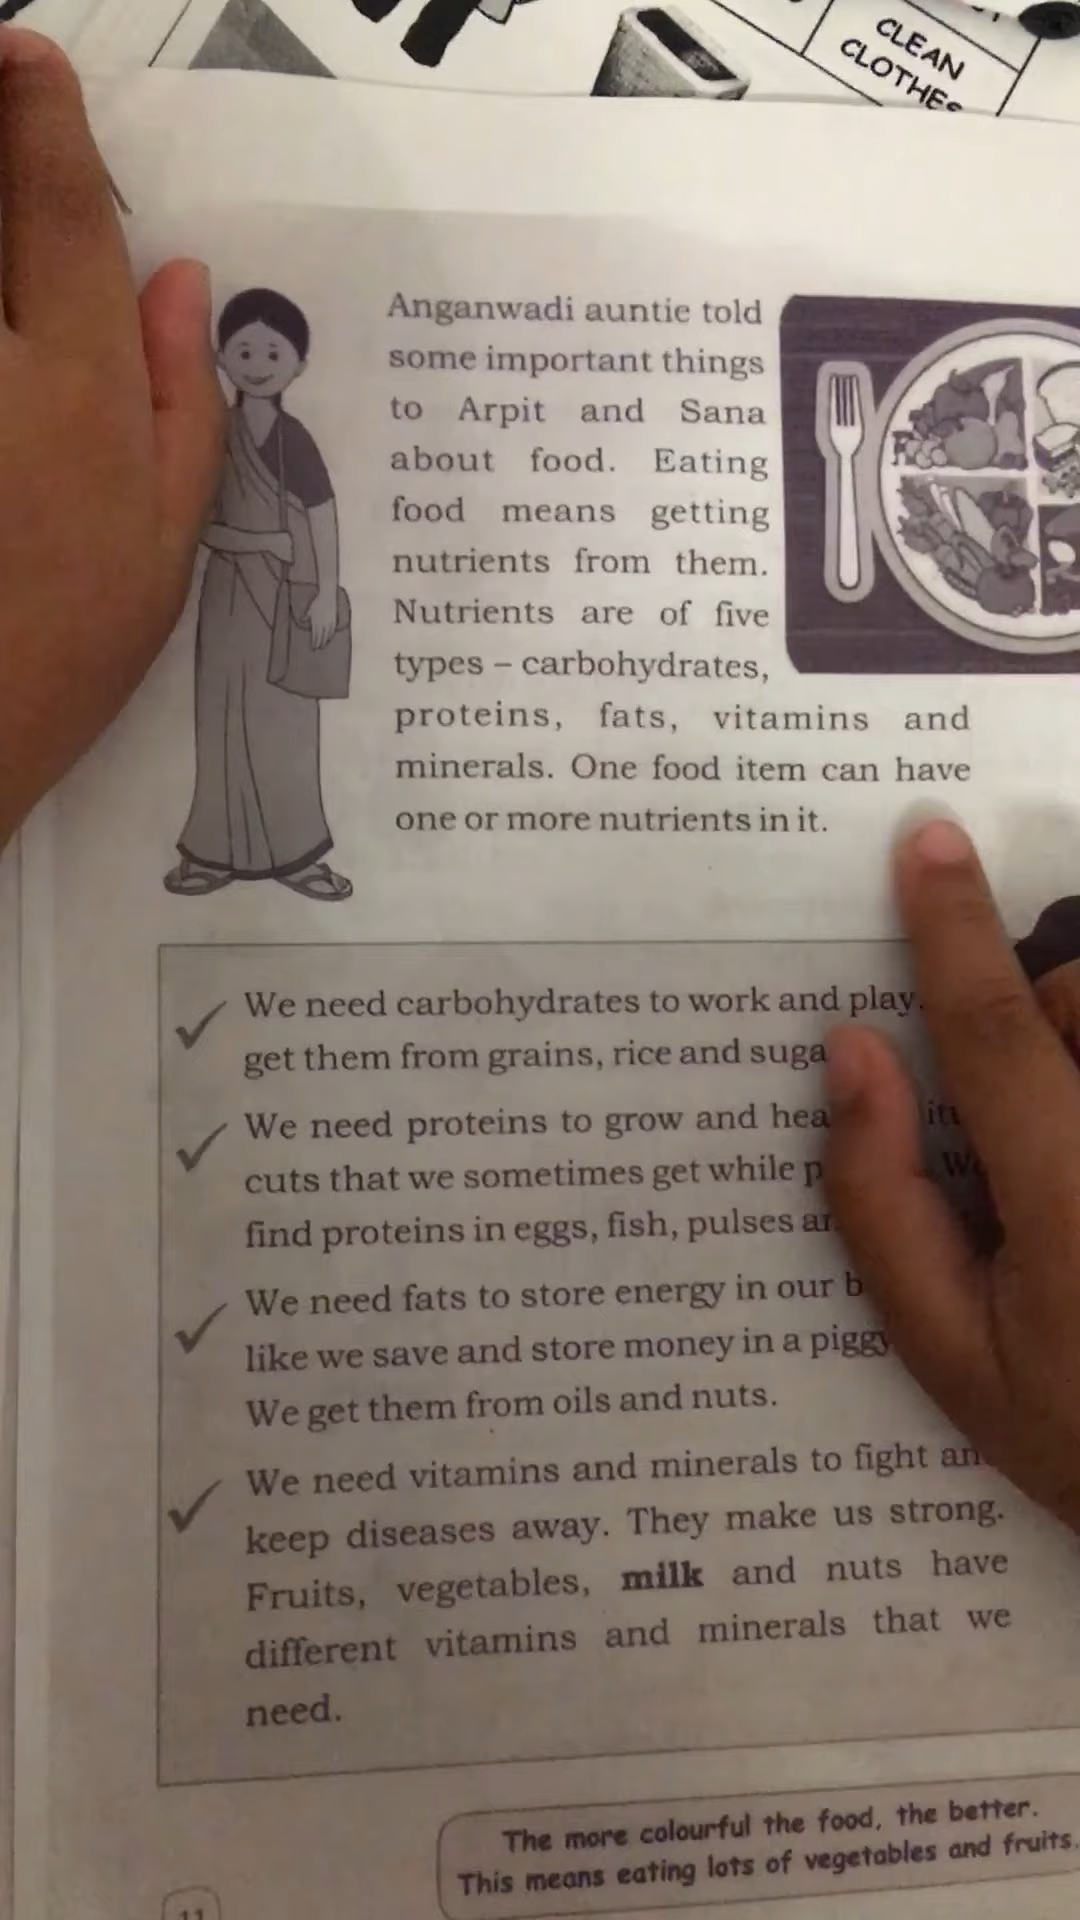 CLEAN
CLOTHES
Anganwadi auntie told
some important things
to Arpit and Sana
about food. Eating
food means getting
nutrients from them.
Nutrients are of five
types – carbohydrates,
proteins, fats, vitamins and
minerals. One food item can have
one or more nutrients in it.
We need carbohydrates to work and play.
get them from grains, rice and
We need proteins to grow and
cuts that we sometimes get while
find proteins in eggs, fish, pulses
We need fats to store energy in our
like we save and store money in a piggy
We get them from oils and nuts.
We need vitamins and minerals to fight
keep diseases away. They make us strong.
Fruits, vegetables, milk and nuts have
different vitamins and minerals that we
need.
The more colourful the food, the better.
This means eating lots of vegetables and fruits.
11